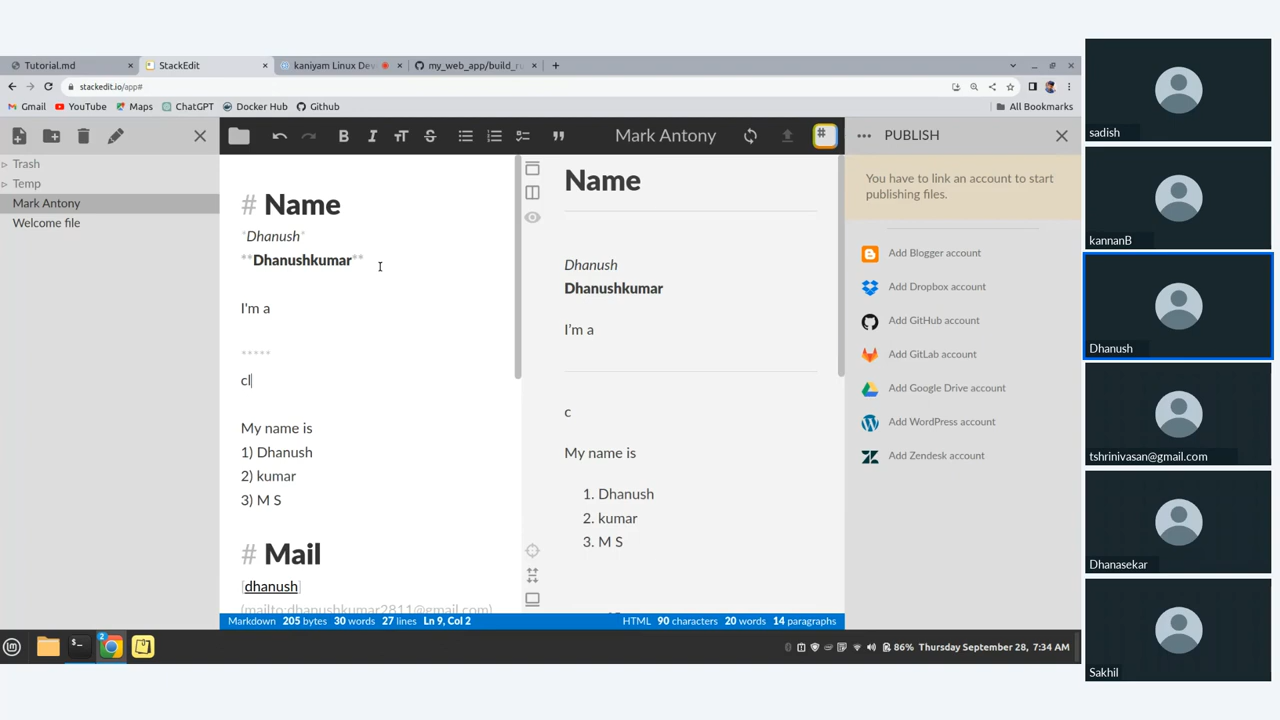 Tutorial.md
StackEdit
kaniyam Linux Dev
my_web_app/build_ru
stackedit.io/app#
Gmail
YouTube
Maps
ChatGPT
Docker Hub
Github
All Bookmarks
Mark Antony
PUBLISH
Trash
Temp
Mark Antony
Welcome file
# Name
*Dhanush*
**Dhanushkumar**
I'm a
*****
cl
My name is
1) Dhanush
2) kumar
3) M S
# Mail
[dhanush]
(mailto:dhanushkumar2811@gmail.com)
Name
Dhanush
Dhanushkumar
I'm a
c
My name is
1. Dhanush
2. kumar
3. M S
You have to link an account to start
publishing files.
Add Blogger account
Add Dropbox account
Add GitHub account
Add GitLab account
Add Google Drive account
Add WordPress account
Add Zendesk account
Markdown 205 bytes 30 words 27 lines Ln 9, Col 2
HTML 90 characters 20 words 14 paragraphs
2
86% Thursday September 28, 7:34 AM
sadish
kannanB
Dhanush
tshrinivasan@gmail.com
Dhanasekar
Sakhil